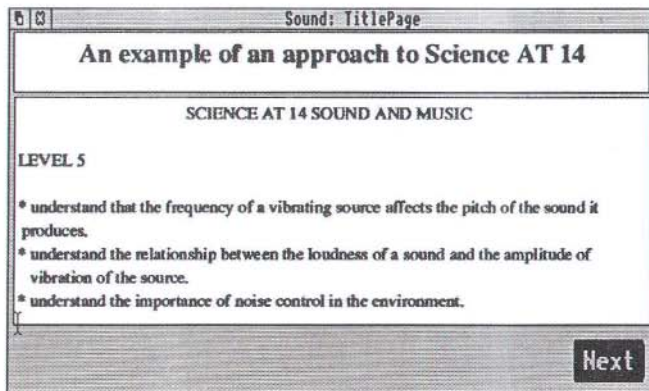 Sound: TitlePage
An example of an approach to Science AT 14
SCIENCE AT 14 SOUND AND MUSIC
LEVEL 5
* understand that the frequency of a vibrating source affects the pitch of the sound it
produces.
* understand the relationship between the loudness of a sound and the amplitude of
vibration of the source.
* understand the importance of noise control in the environment.
Next